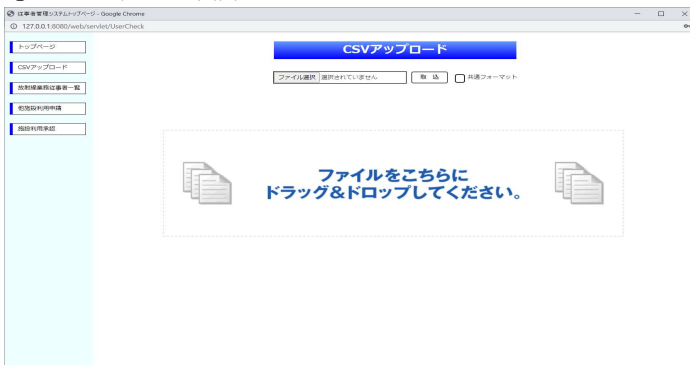 従事者管理システムトップページ - Google Chrome
127.0.0.1:8080/web/servlet/UserCheck
トップページ
CSVアップロード
放射線業務従事者一覧
他施設利用申請
施設利用承認
CSVアップロード
ファイル選択 選択されていません 取 込 共通フォーマット
ファイルをこちらに
ドラッグ&ドロップしてください。